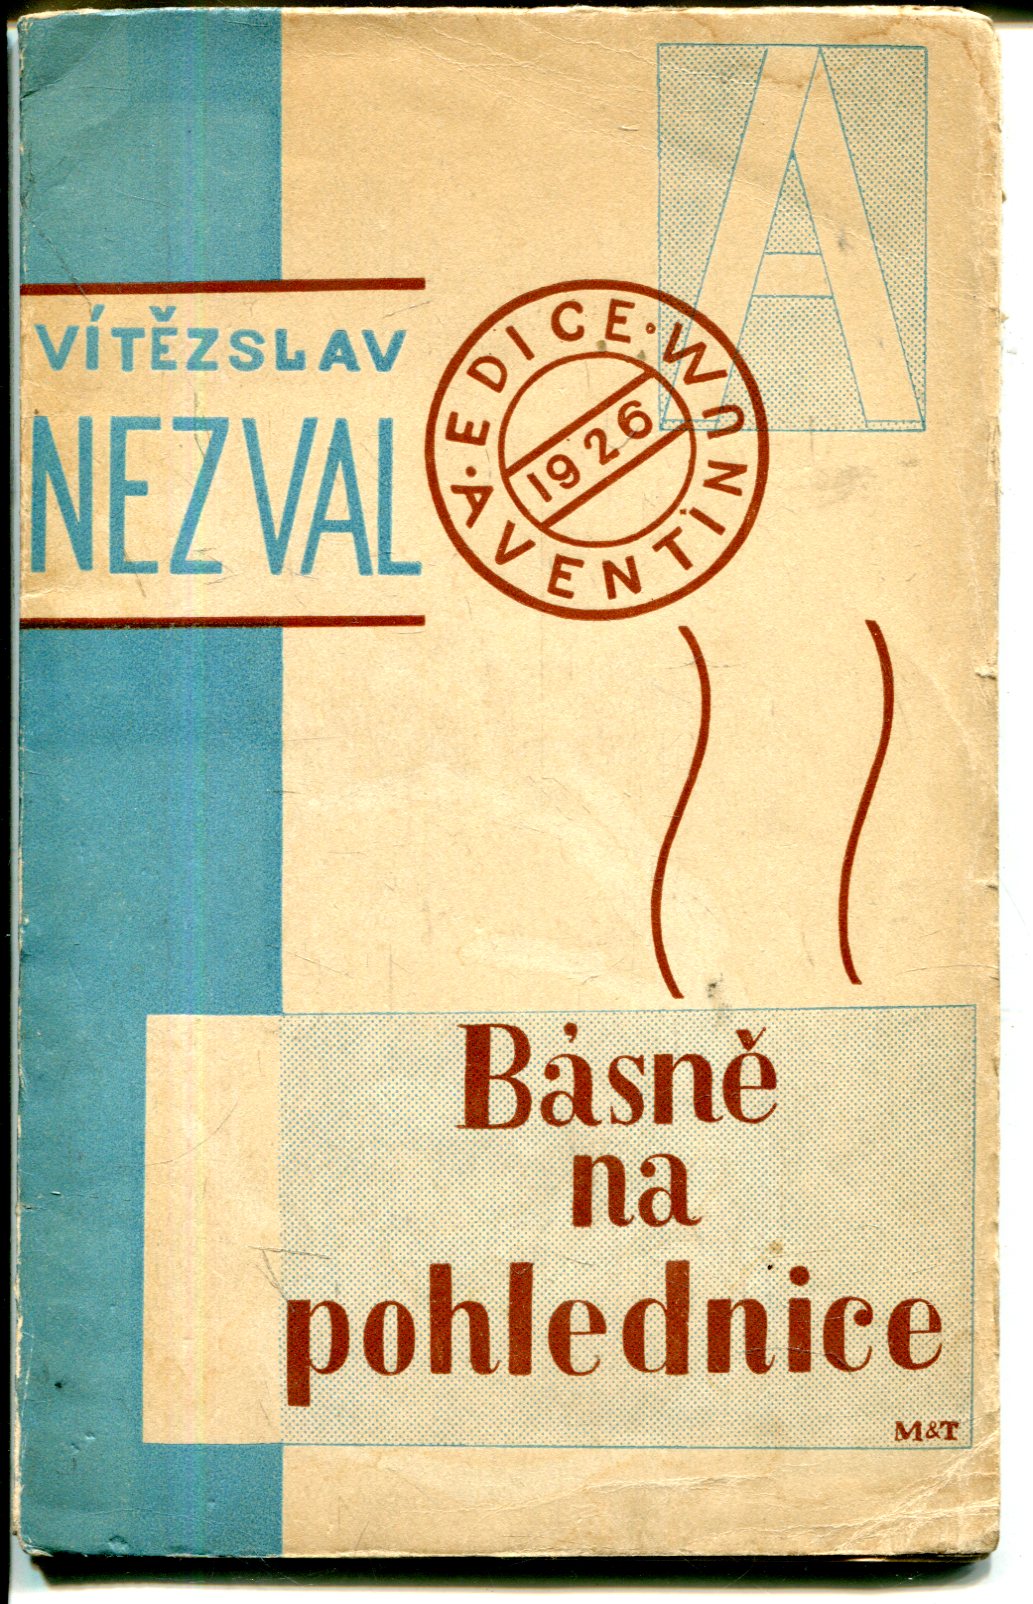 A
VÍTĚZSLAV
NEZVAL
EDICE · AVENTINUM
1926
Básně
na
pohlednice
M&T